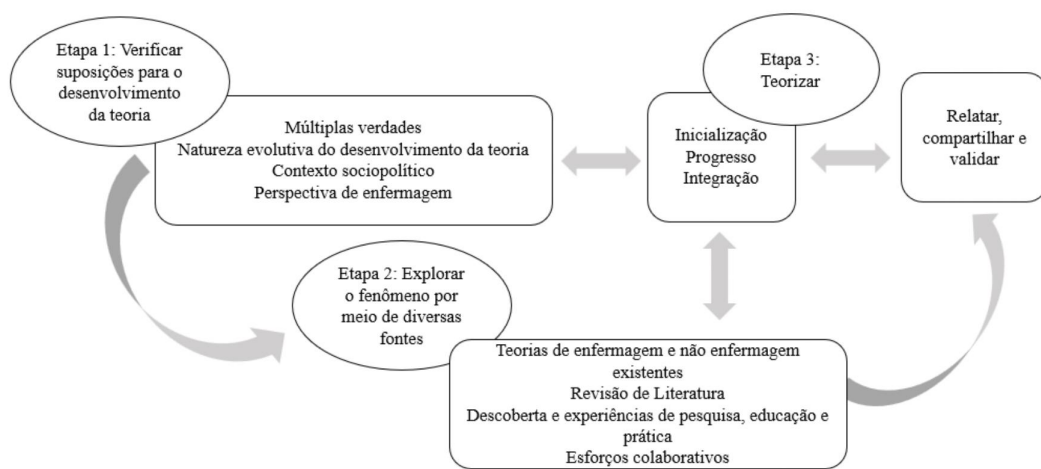 Etapa 1: Verificar
suposições para o
desenvolvimento
da teoria
Múltiplas verdades
Natureza evolutiva do desenvolvimento da teoria
Contexto sociopolítico
Perspectiva de enfermagem
Etapa 2: Explorar
o fenômeno por
meio de diversas
fontes
Teorias de enfermagem e não enfermagem
existentes
Revisão de Literatura
Descoberta e experiências de pesquisa, educação e
prática
Esforços colaborativos
Etapa 3:
Teorizar
Inicialização
Progresso
Integração
Relatar,
compartilhar e
validar